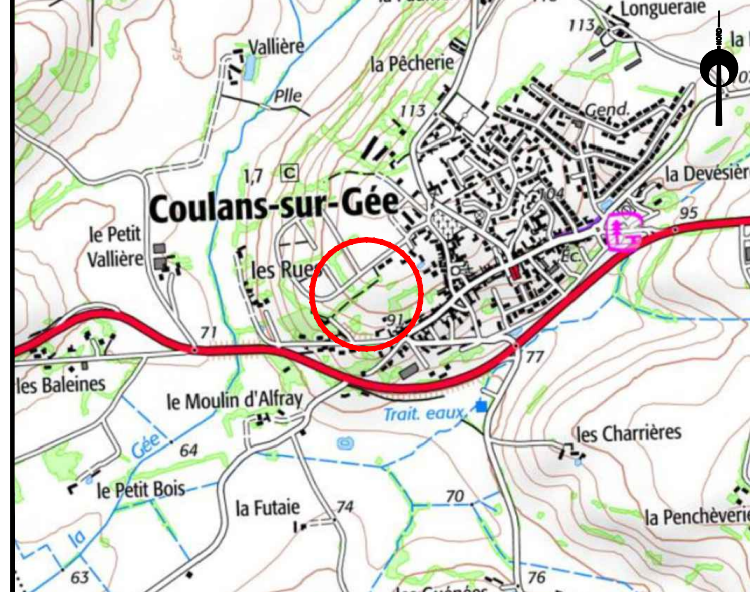 Longueraie
113
NORD
Vallière
la Pêcherie
Plle
113
Gend.
1,7
C
la Devésière
Coulans-sur-Gée
104
le Petit
Vallière
95
les Rues
Éc.
91
71
77
les Baleines
le Moulin d'Alfray
Trait. eaux
les Charrières
Gée
64
le Petit Bois
la Futaie
74
70
la Penchèverie
la
63
76